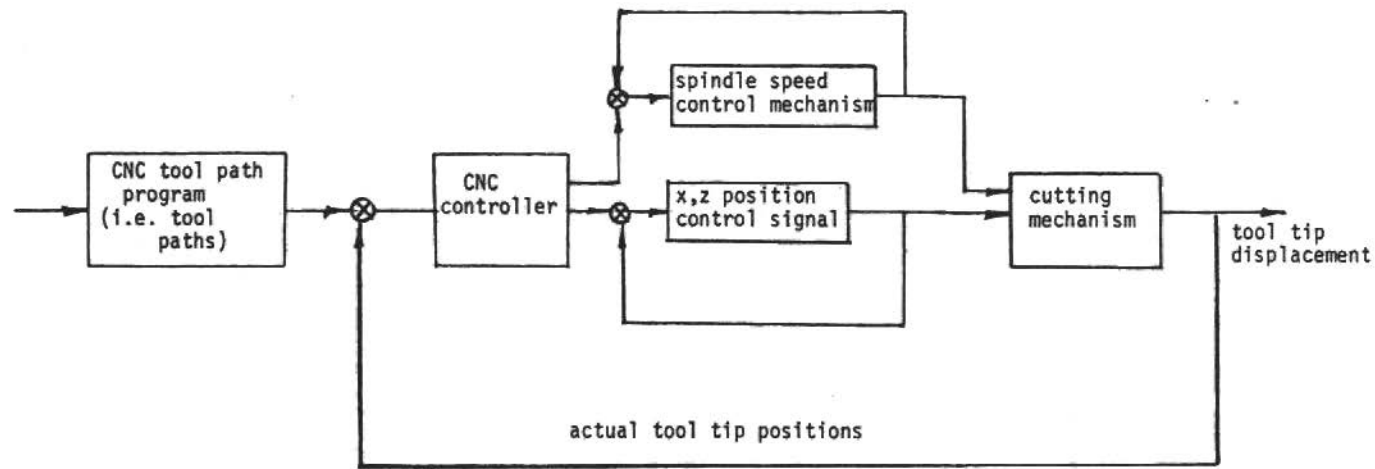 spindle speed
control mechanism
CNC tool path
program
(i.e. tool
paths)
CNC
controller
x,z position
control signal
cutting
mechanism
tool tip
displacement
actual tool tip positions